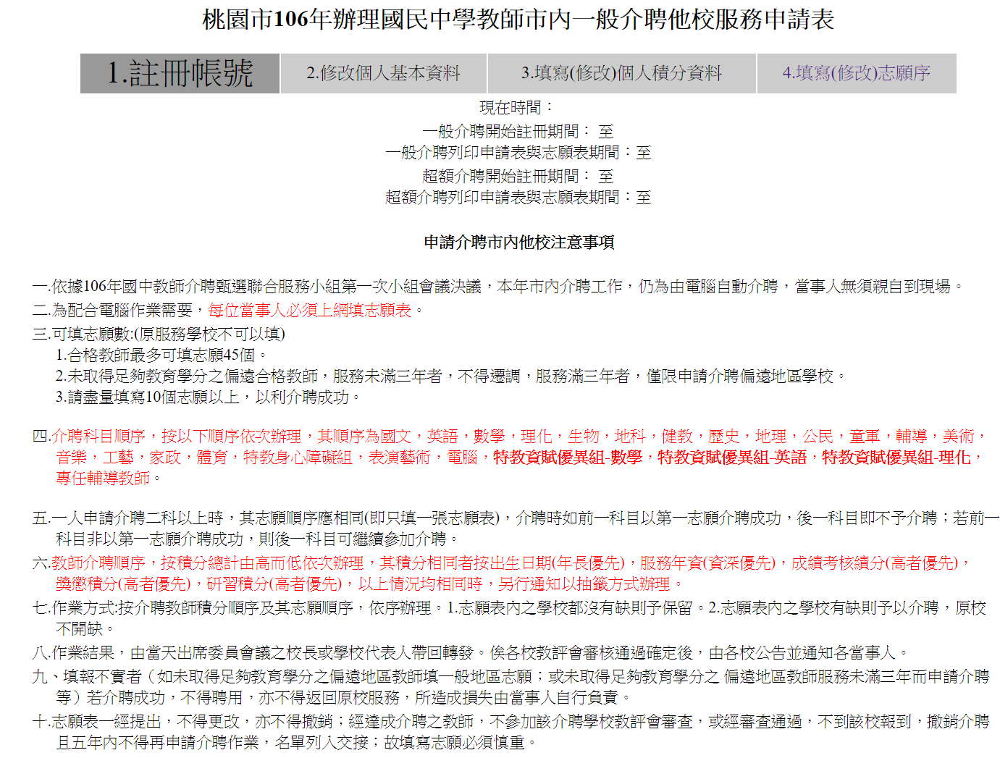 桃園市106年辦理國民中學教師市內一般介聘他校服務申請表
1.註冊帳號 2.修改個人基本資料 3.填寫(修改)個人積分資料 4.填寫(修改)志願序
現在時間：
一般介聘開始註冊期間： 至
一般介聘列印申請表與志願表期間：至
超額介聘開始註冊期間： 至
超額介聘列印申請表與志願表期間：至
申請介聘市內他校注意事項
一.依據106年國中教師介聘甄選聯合服務小組第一次小組會議決議，本年市內介聘工作，仍為由電腦自動介聘，當事人無須親自到現場。
二.為配合電腦作業需要，每位當事人必須上網填志願表。
三.可填志願數:(原服務學校不可以填)
1.合格教師最多可填志願45個。
2.未取得足夠教育學分之偏遠合格教師，服務未滿三年者，不得遷調，服務滿三年者，僅限申請介聘偏遠地區學校。
3.請盡量填寫10個志願以上，以利介聘成功。
四.介聘科目順序，按以下順序依次辦理，其順序為國文，英語，數學，理化，生物，地科，健教，歷史，地理，公民，童軍，輔導，美術，
音樂，工藝，家政，體育，特教身心障礙組，表演藝術，電腦，特教資賦優異組-數學，特教資賦優異組-英語，特教資賦優異組-理化，
專任輔導教師。
五.一人申請介聘二科以上時，其志願順序應相同(即只填一張志願表)，介聘時如前一科目以第一志願介聘成功，後一科目即不予介聘；若前一
科目非以第一志願介聘成功，則後一科目可繼續參加介聘。
六.教師介聘順序，按積分總計由高而低依次辦理，其積分相同者按出生日期(年長優先)，服務年資(資深優先)，成績考核績分(高者優先)，
獎懲積分(高者優先)，研習積分(高者優先)，以上情況均相同時，另行通知以抽籤方式辦理。
七.作業方式:按介聘教師積分順序及其志願順序，依序辦理。1.志願表內之學校都沒有缺則予保留。2.志願表內之學校有缺則予以介聘，原校
不開缺。
八.作業結果，由當天出席委員會議之校長或學校代表人帶回轉發。俟各校教評會審核通過確定後，由各校公告並通知各當事人。
九、填報不實者（如未取得足夠教育學分之偏遠地區教師填一般地區志願；或未取得足夠教育學分之 偏遠地區教師服務未滿三年而申請介聘
等）若介聘成功，不得聘用，亦不得返回原校服務，所造成損失由當事人自行負責。
十.志願表一經提出，不得更改，亦不得撤銷；經達成介聘之教師，不參加該介聘學校教評會審查，或經審查通過，不到該校報到，撤銷介聘
且五年內不得再申請介聘作業，名單列入交接；故填寫志願必須慎重。